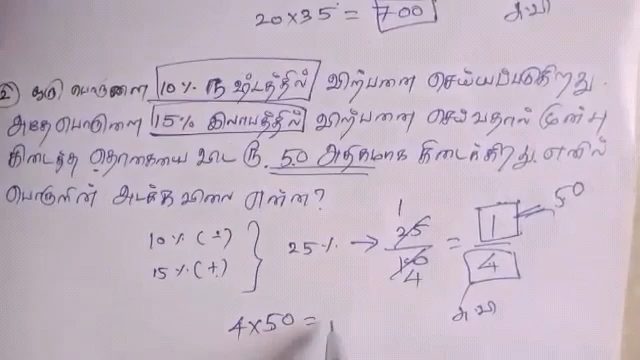 20 × 35 = 700 அ.வி
② ஒரு பொருளை 10% நஷ்டத்தில் விற்பனை செய்யப்படுகிறது.
அதே பொருளை 15% இலாபத்தில் விற்பனை செய்வதால் முன்பு
கிடைத்த தொகையை விட ரூ. 50 அதிகமாக கிடைக்கிறது. எனில்
பொருளின் அடக்க விலை என்ன?
10% (-) 15% (+) } 25% → 25/100 = 1/4 50
1 4
அ.வி
4×50 =